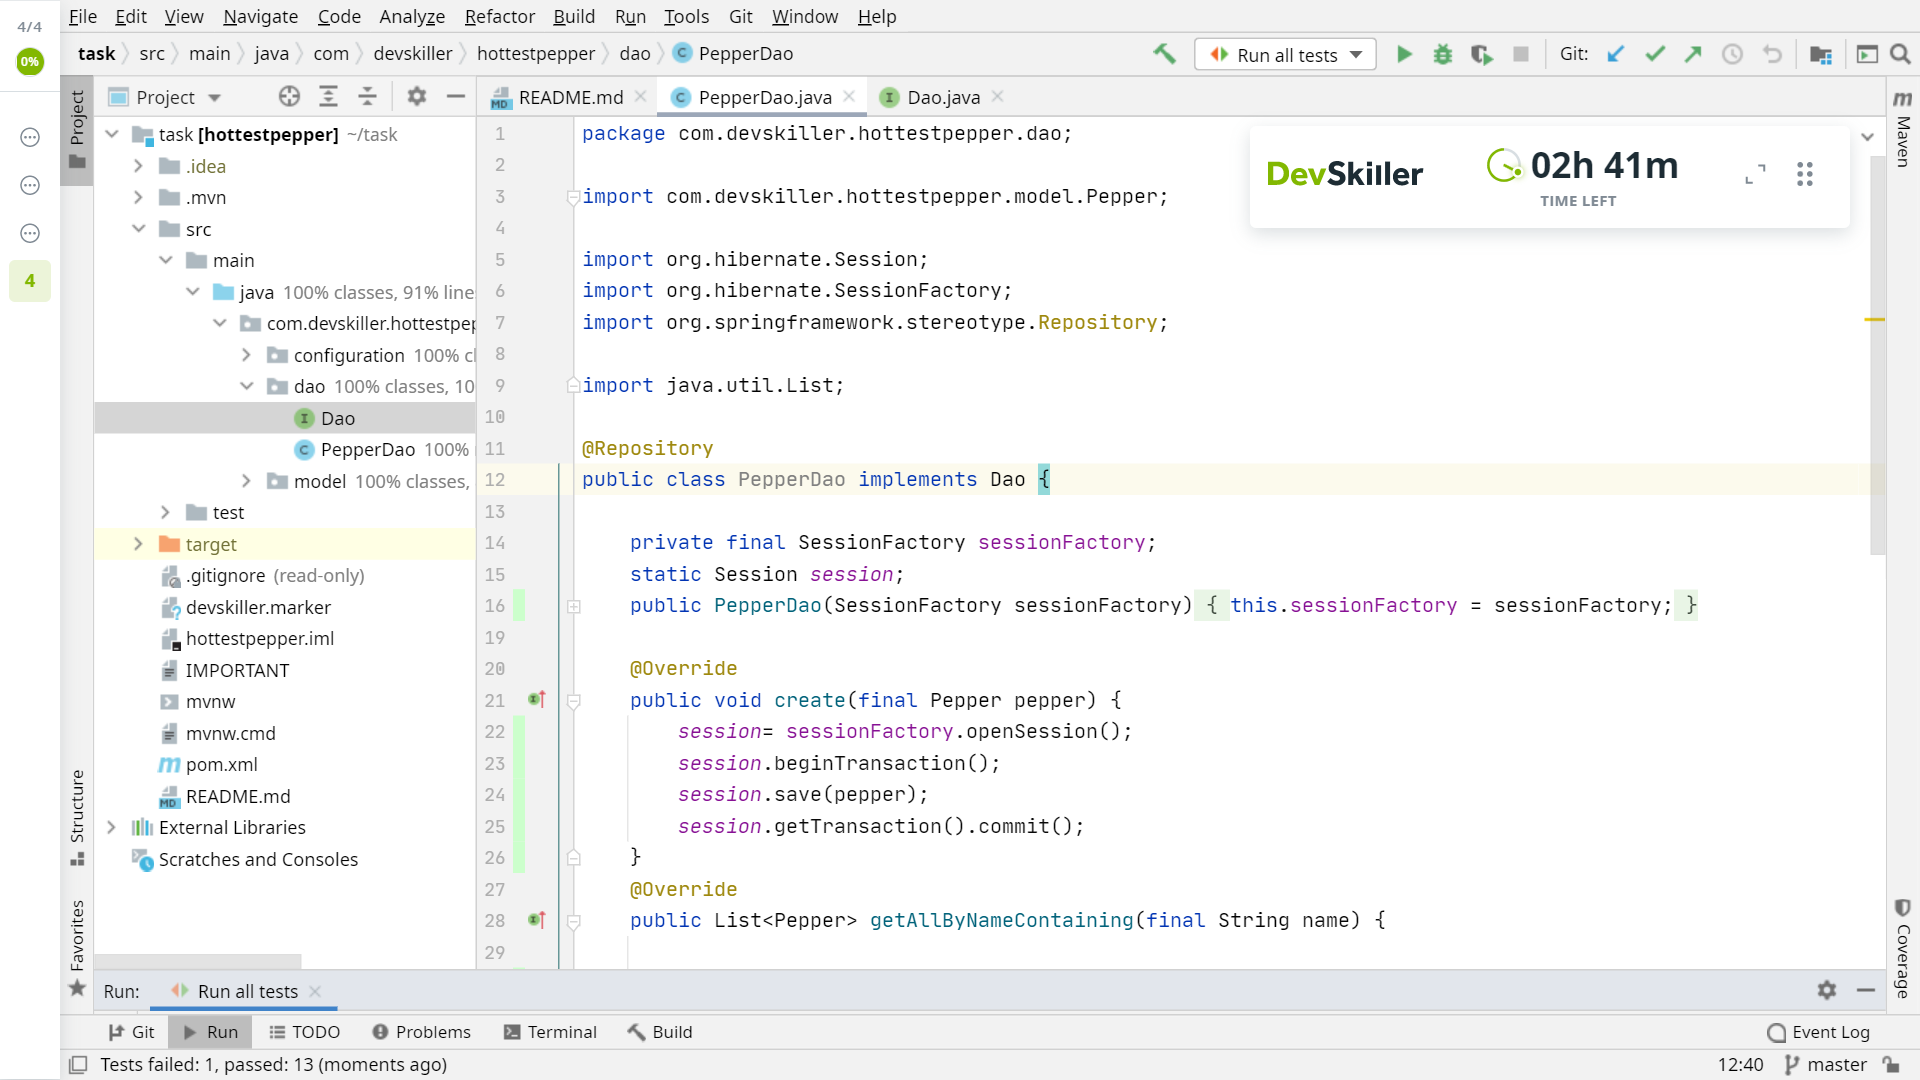 4/4
0%
4
File Edit View Navigate Code Analyze Refactor Build Run Tools Git Window Help
task src main java com devskiller hottestpepper dao PepperDao
Run all tests
Git:
Project
Structure
Favorites
Project
task [hottestpepper] ~/task
.idea
.mvn
src
main
java 100% classes, 91% line
com.devskiller.hottestpep
configuration 100% cl
dao 100% classes, 10
Dao
PepperDao 100%
model 100% classes,
test
target
.gitignore (read-only)
devskiller.marker
hottestpepper.iml
IMPORTANT
mvnw
mvnw.cmd
pom.xml
README.md
External Libraries
Scratches and Consoles
README.md PepperDao.java Dao.java
1 package com.devskiller.hottestpepper.dao;
2
3 import com.devskiller.hottestpepper.model.Pepper;
4
5 import org.hibernate.Session;
6 import org.hibernate.SessionFactory;
7 import org.springframework.stereotype.Repository;
8
9 import java.util.List;
10
11 @Repository
12 public class PepperDao implements Dao {
13
14 private final SessionFactory sessionFactory;
15 static Session session;
16 public PepperDao(SessionFactory sessionFactory) { this.sessionFactory = sessionFactory; }
19
20 @Override
21 public void create(final Pepper pepper) {
22 session= sessionFactory.openSession();
23 session.beginTransaction();
24 session.save(pepper);
25 session.getTransaction().commit();
26 }
27 @Override
28 public List<Pepper> getAllByNameContaining(final String name) {
29
DevSkiller
02h 41m
TIME LEFT
Maven
Coverage
Run: Run all tests
Git Run TODO Problems Terminal Build Event Log
Tests failed: 1, passed: 13 (moments ago) 12:40 master